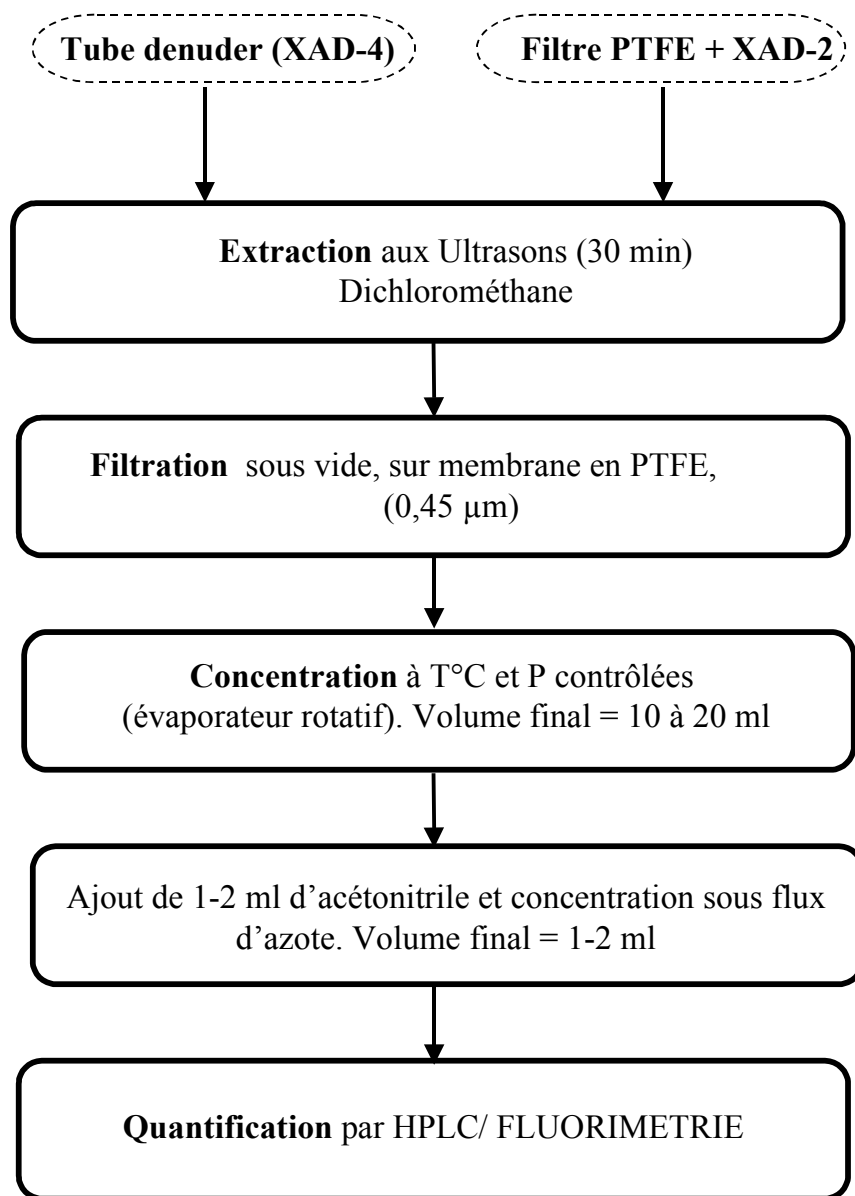 Tube denuder (XAD-4)
Filtre PTFE + XAD-2
Extraction aux Ultrasons (30 min)
Dichlorométhane
Filtration sous vide, sur membrane en PTFE,
(0,45 µm)
Concentration à T°C et P contrôlées
(évaporateur rotatif). Volume final = 10 à 20 ml
Ajout de 1-2 ml d’acétonitrile et concentration sous flux
d’azote. Volume final = 1-2 ml
Quantification par HPLC/ FLUORIMETRIE